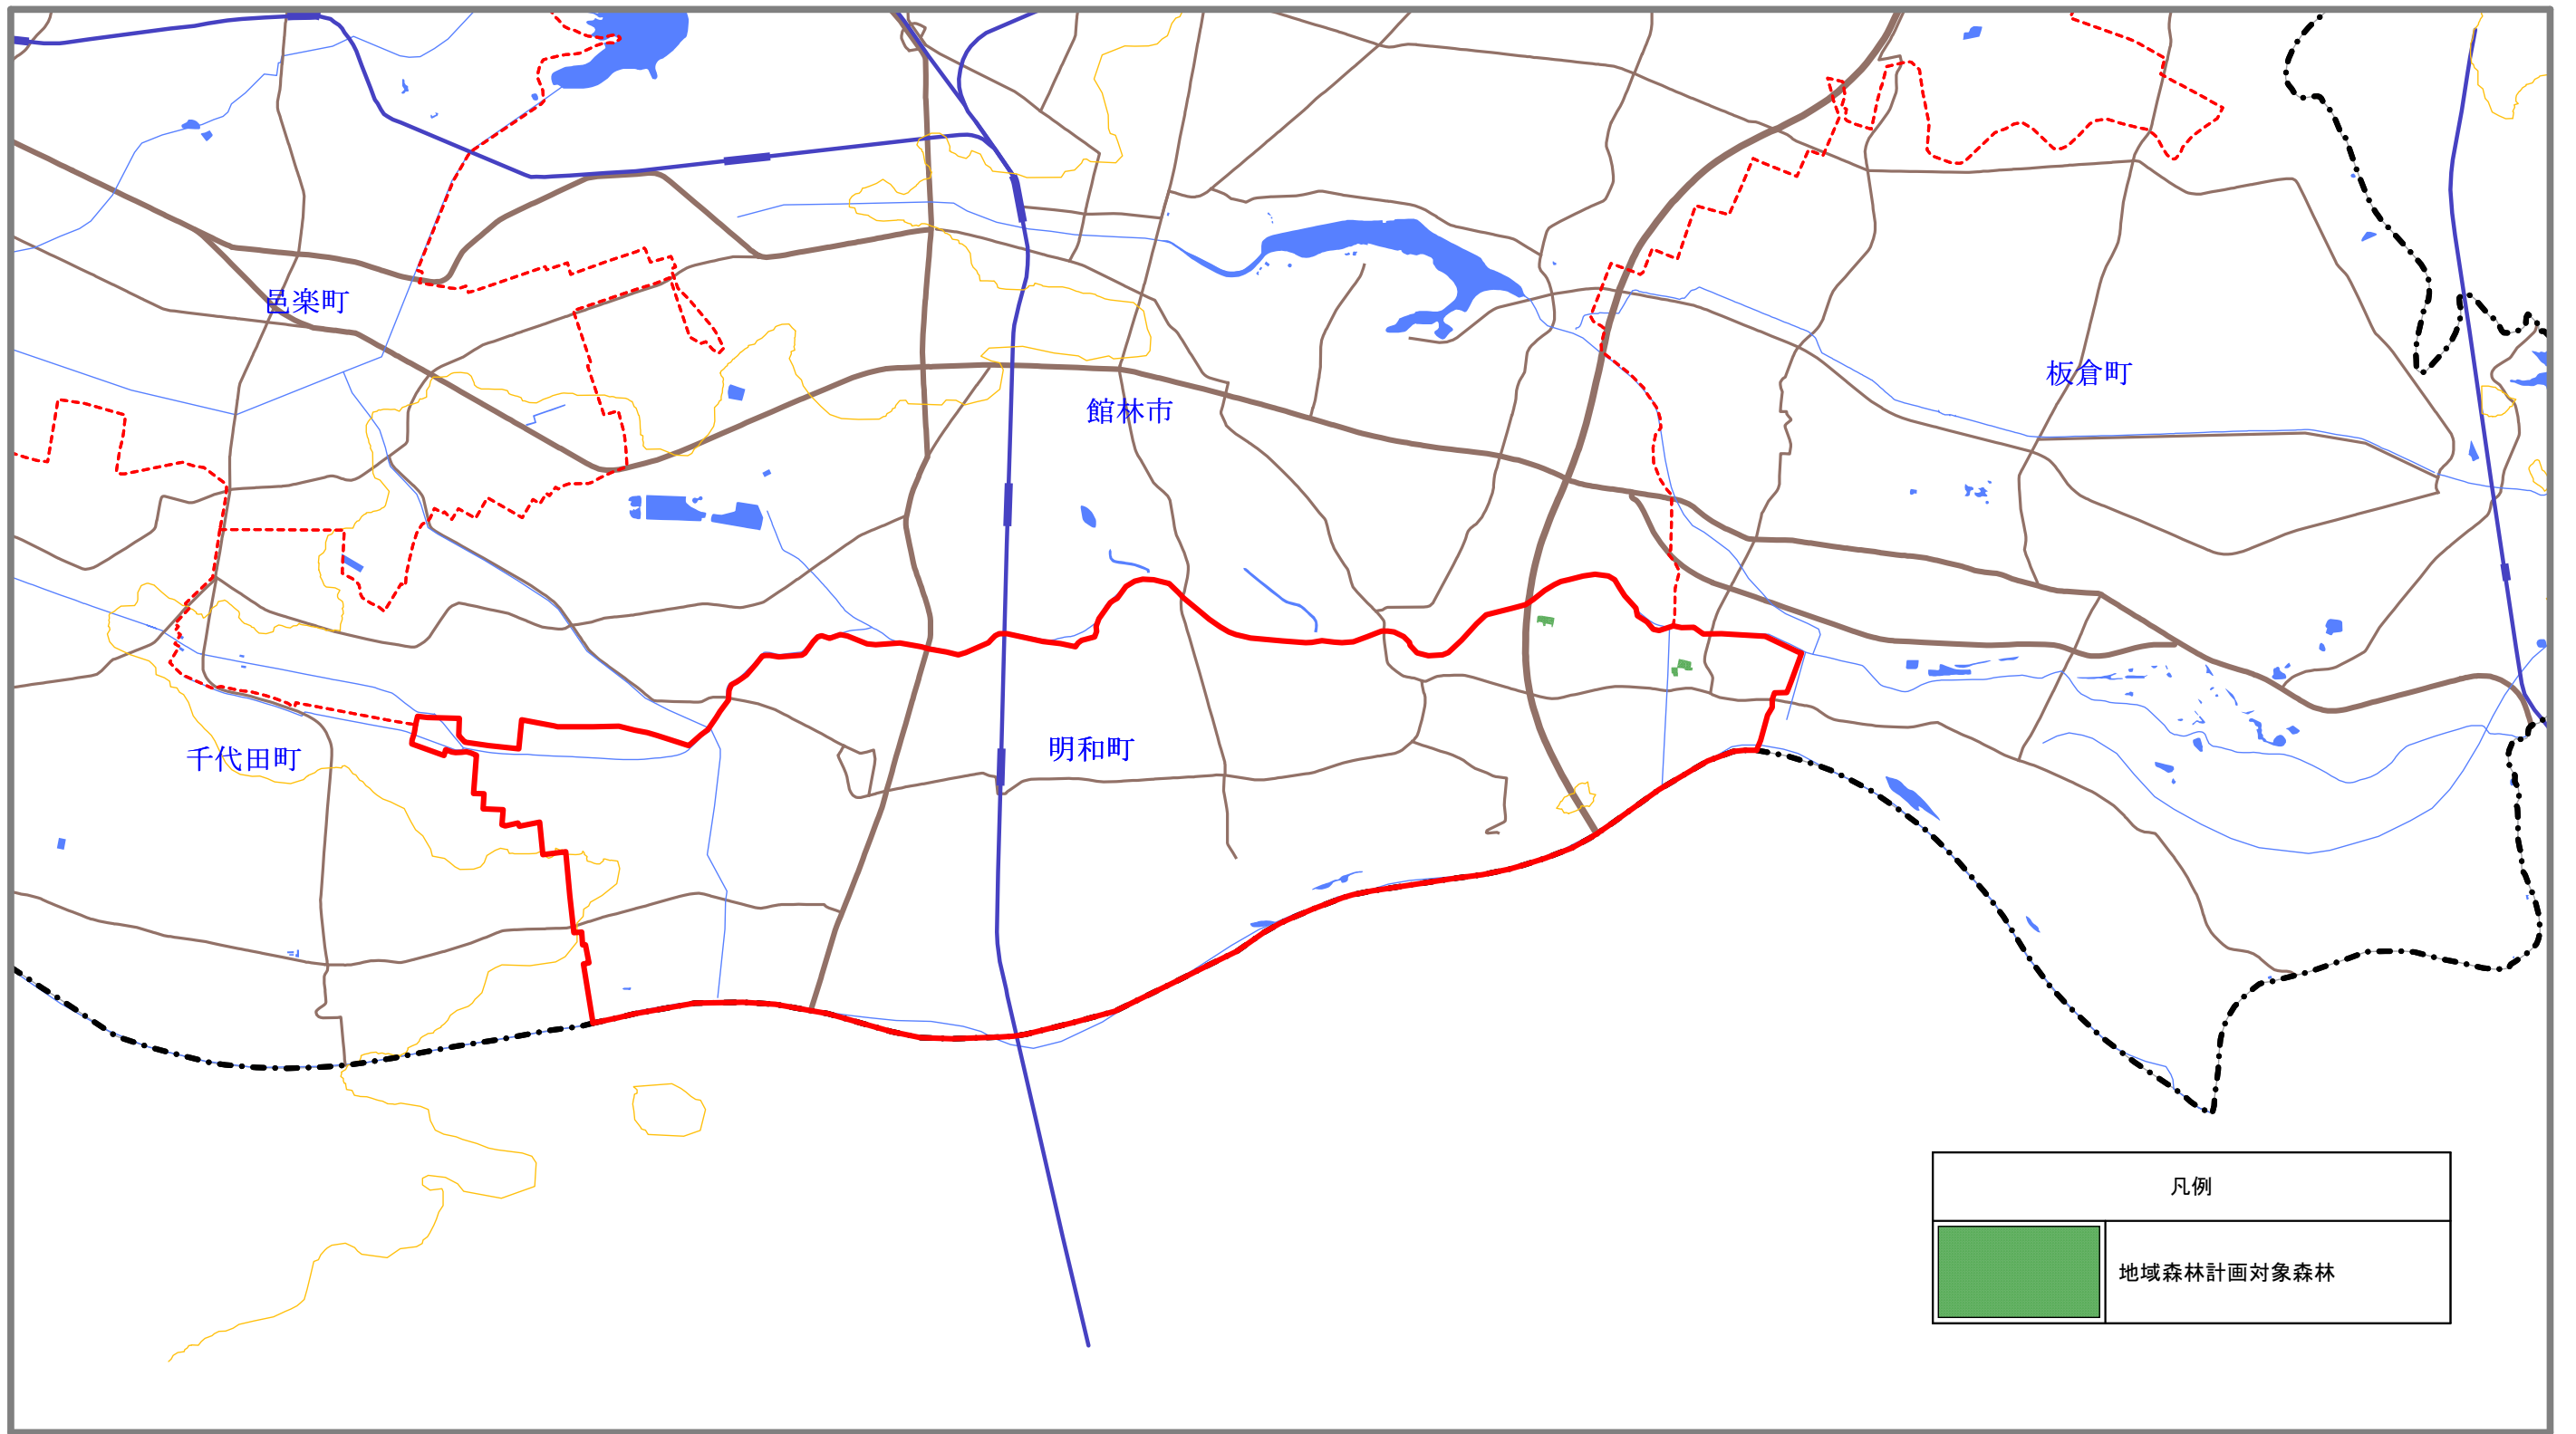 邑楽町
板倉町
館林市
明和町
千代田町
凡例
地域森林計画対象森林